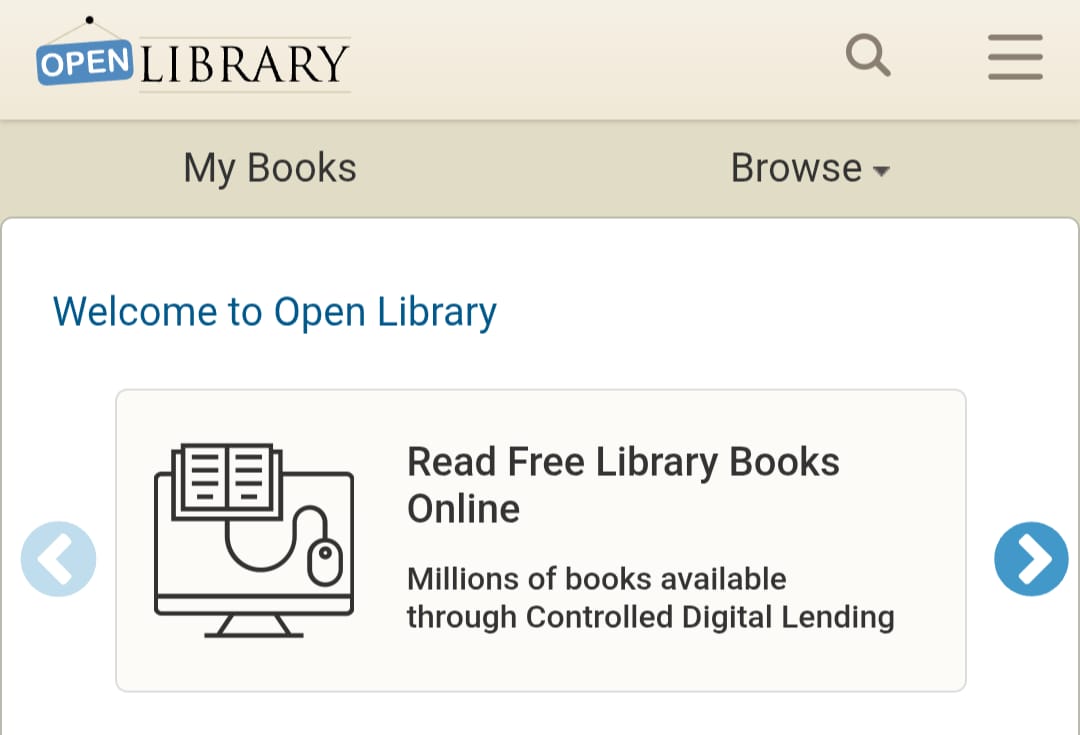 OPEN LIBRARY
My Books Browse
Welcome to Open Library
Read Free Library Books
Online
Millions of books available
through Controlled Digital Lending